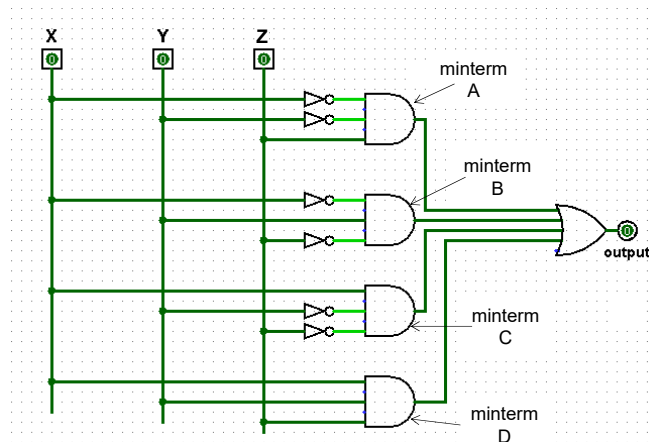 X Y Z
0 0 0
minterm
A
minterm
B
0
output
minterm
C
minterm
D